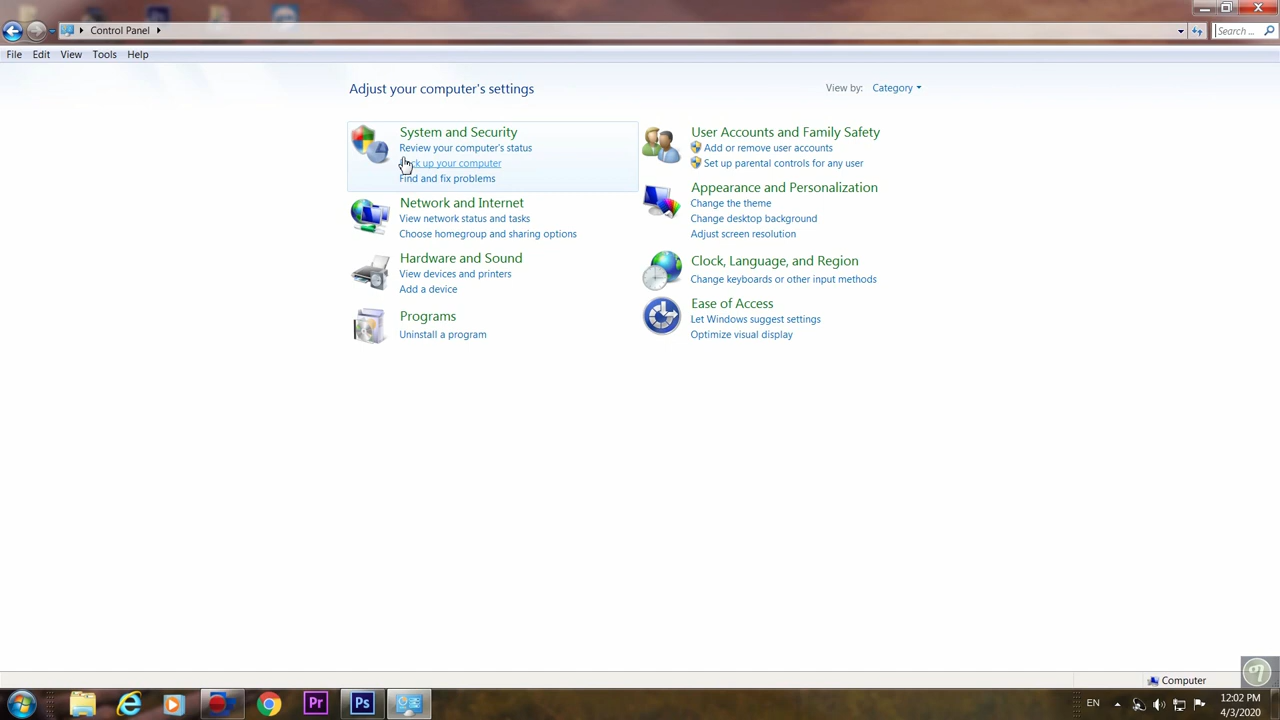 Control Panel
Search ...
File Edit View Tools Help
Adjust your computer's settings
View by: Category
System and Security
Review your computer's status
up your computer
Find and fix problems
Network and Internet
View network status and tasks
Choose homegroup and sharing options
Hardware and Sound
View devices and printers
Add a device
Programs
Uninstall a program
User Accounts and Family Safety
Add or remove user accounts
Set up parental controls for any user
Appearance and Personalization
Change the theme
Change desktop background
Adjust screen resolution
Clock, Language, and Region
Change keyboards or other input methods
Ease of Access
Let Windows suggest settings
Optimize visual display
Computer
Pr
Ps
EN
12:02 PM
4/3/2020